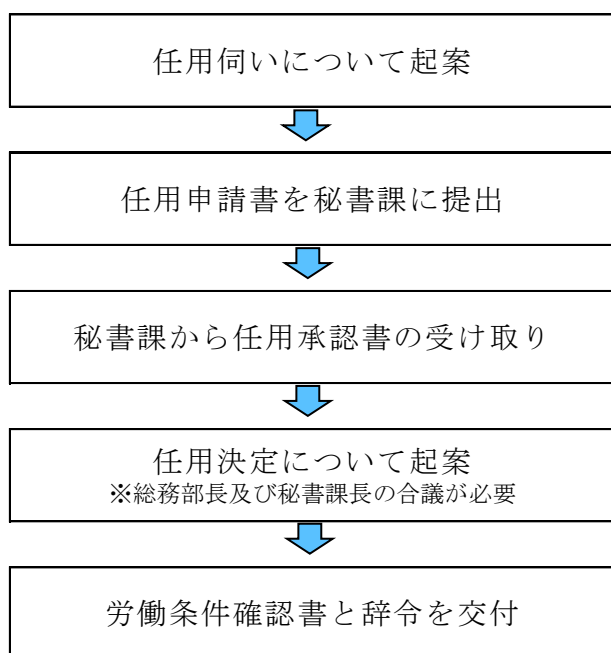 任用伺いについて起案
任用申請書を秘書課に提出
秘書課から任用承認書の受け取り
任用決定について起案
※総務部長及び秘書課長の合議が必要
労働条件確認書と辞令を交付